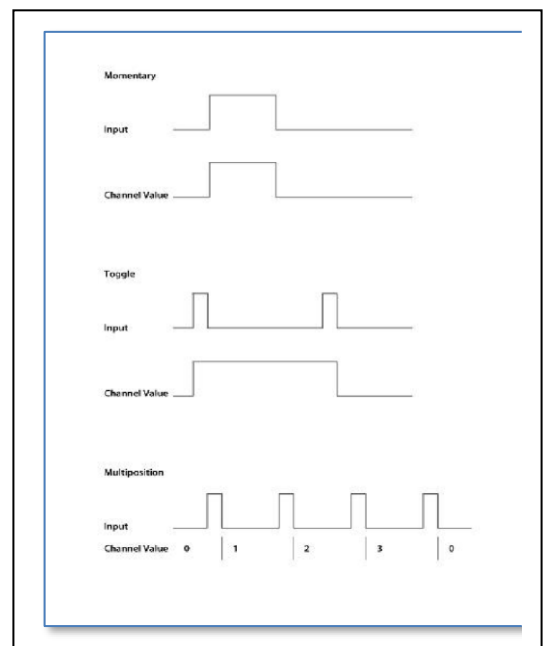 Momentary
Input
Channel Value
Toggle
Input
Channel Value
Multiposition
Input
Channel Value 0 1 2 3 0